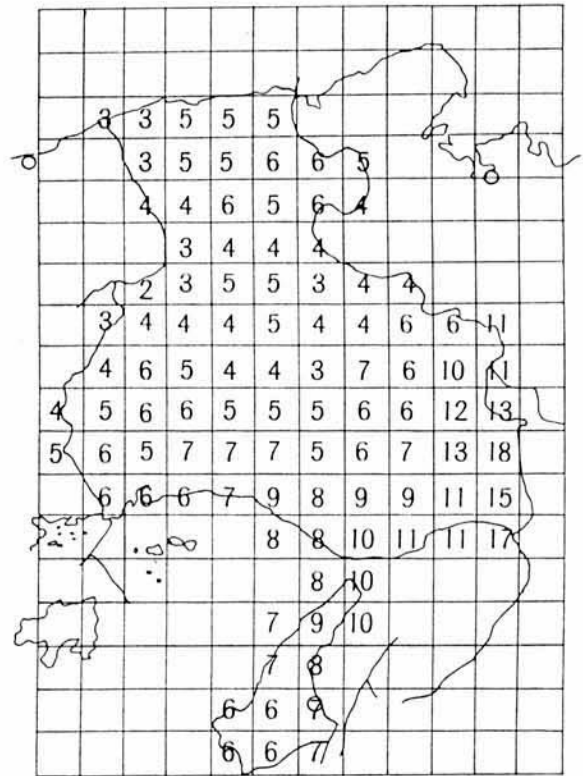 3 3 5 5 5
3 5 5 6 6 5
4 4 6 5 6 4
3 4 4 4
2 3 5 5 3 4 4
3 4 4 4 5 4 4 6 6 11
4 6 5 4 4 3 7 6 10 11
4 5 6 6 5 5 5 6 6 12 13
5 6 5 7 7 7 5 6 7 13 18
6 6 6 7 9 8 9 9 11 15
8 8 10 11 11 17
8 10
7 9 10
7 8
6 6 7
6 6 7